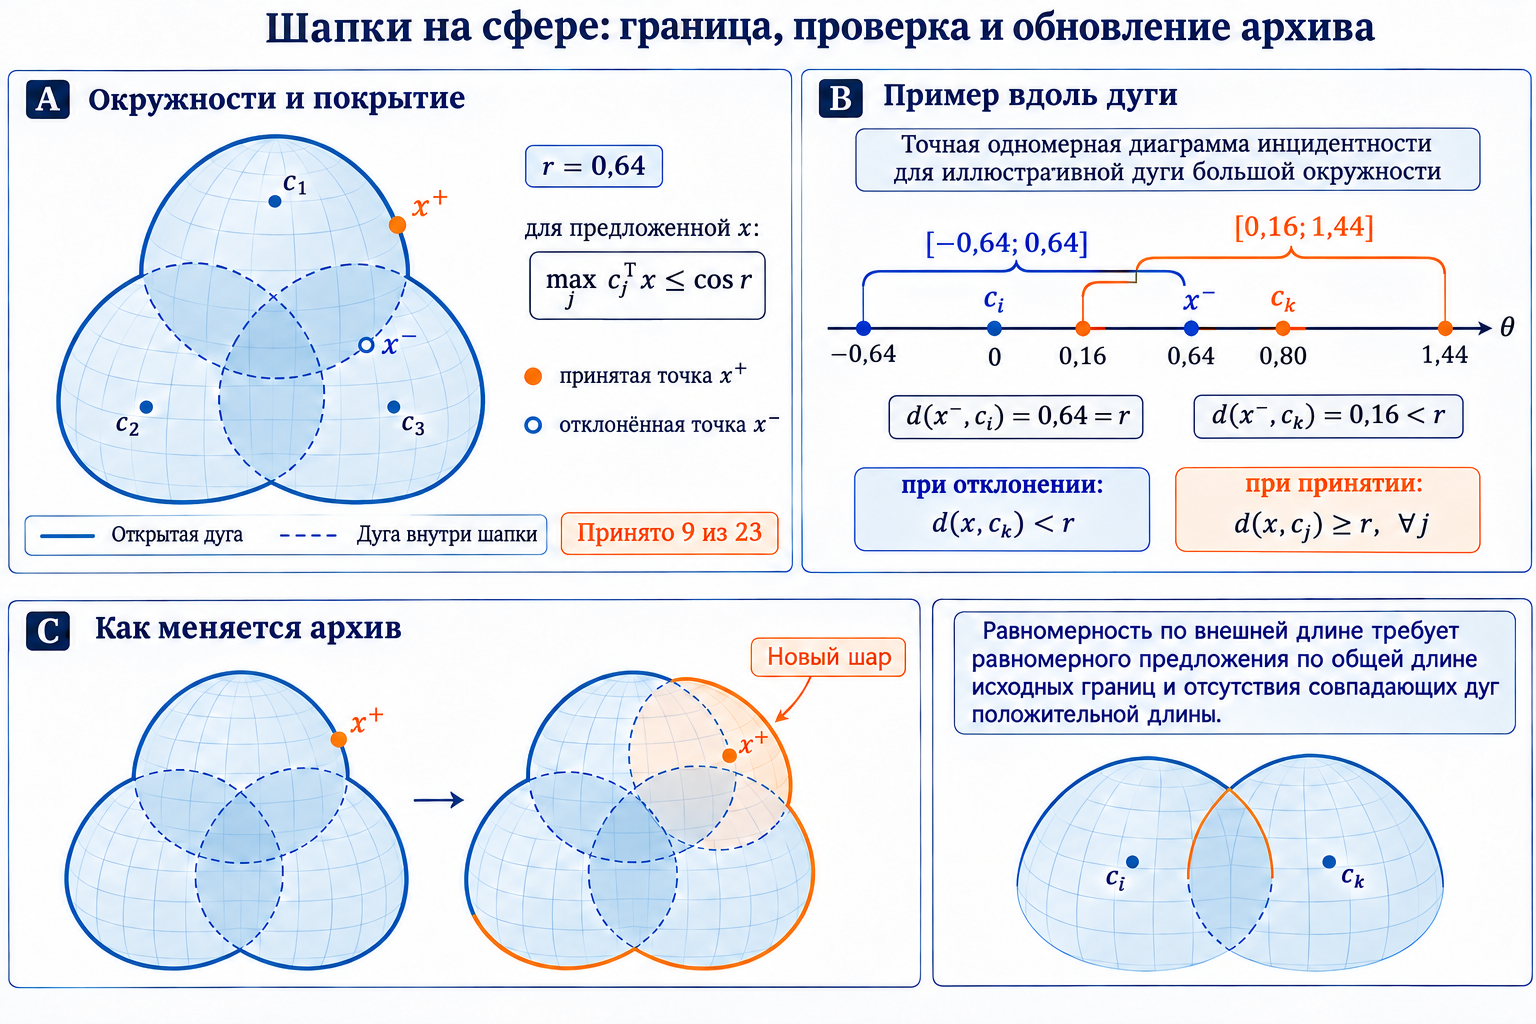 Шапки на сфере: граница, проверка и обновление архива
A Окружности и покрытие
c₁
x⁺
x⁻
c₂
c₃
r = 0,64
для предложенной x:
max_j c_j^T x ≤ cos r
принятая точка x⁺
отклонённая точка x⁻
Открытая дуга
Дуга внутри шапки
Принято 9 из 23
B Пример вдоль дуги
Точная одномерная диаграмма инцидентности
для иллюстративной дуги большой окружности
[−0,64; 0,64]
[0,16; 1,44]
c_i
x⁻
c_k
θ
−0,64
0
0,16
0,64
0,80
1,44
d(x⁻, c_i) = 0,64 = r
d(x⁻, c_k) = 0,16 < r
при отклонении:
d(x, c_k) < r
при принятии:
d(x, c_j) ≥ r, ∀j
C Как меняется архив
x⁺
Новый шар
x⁺
Равномерность по внешней длине требует
равномерного предложения по общей длине
исходных границ и отсутствия совпадающих дуг
положительной длины.
c_i
c_k